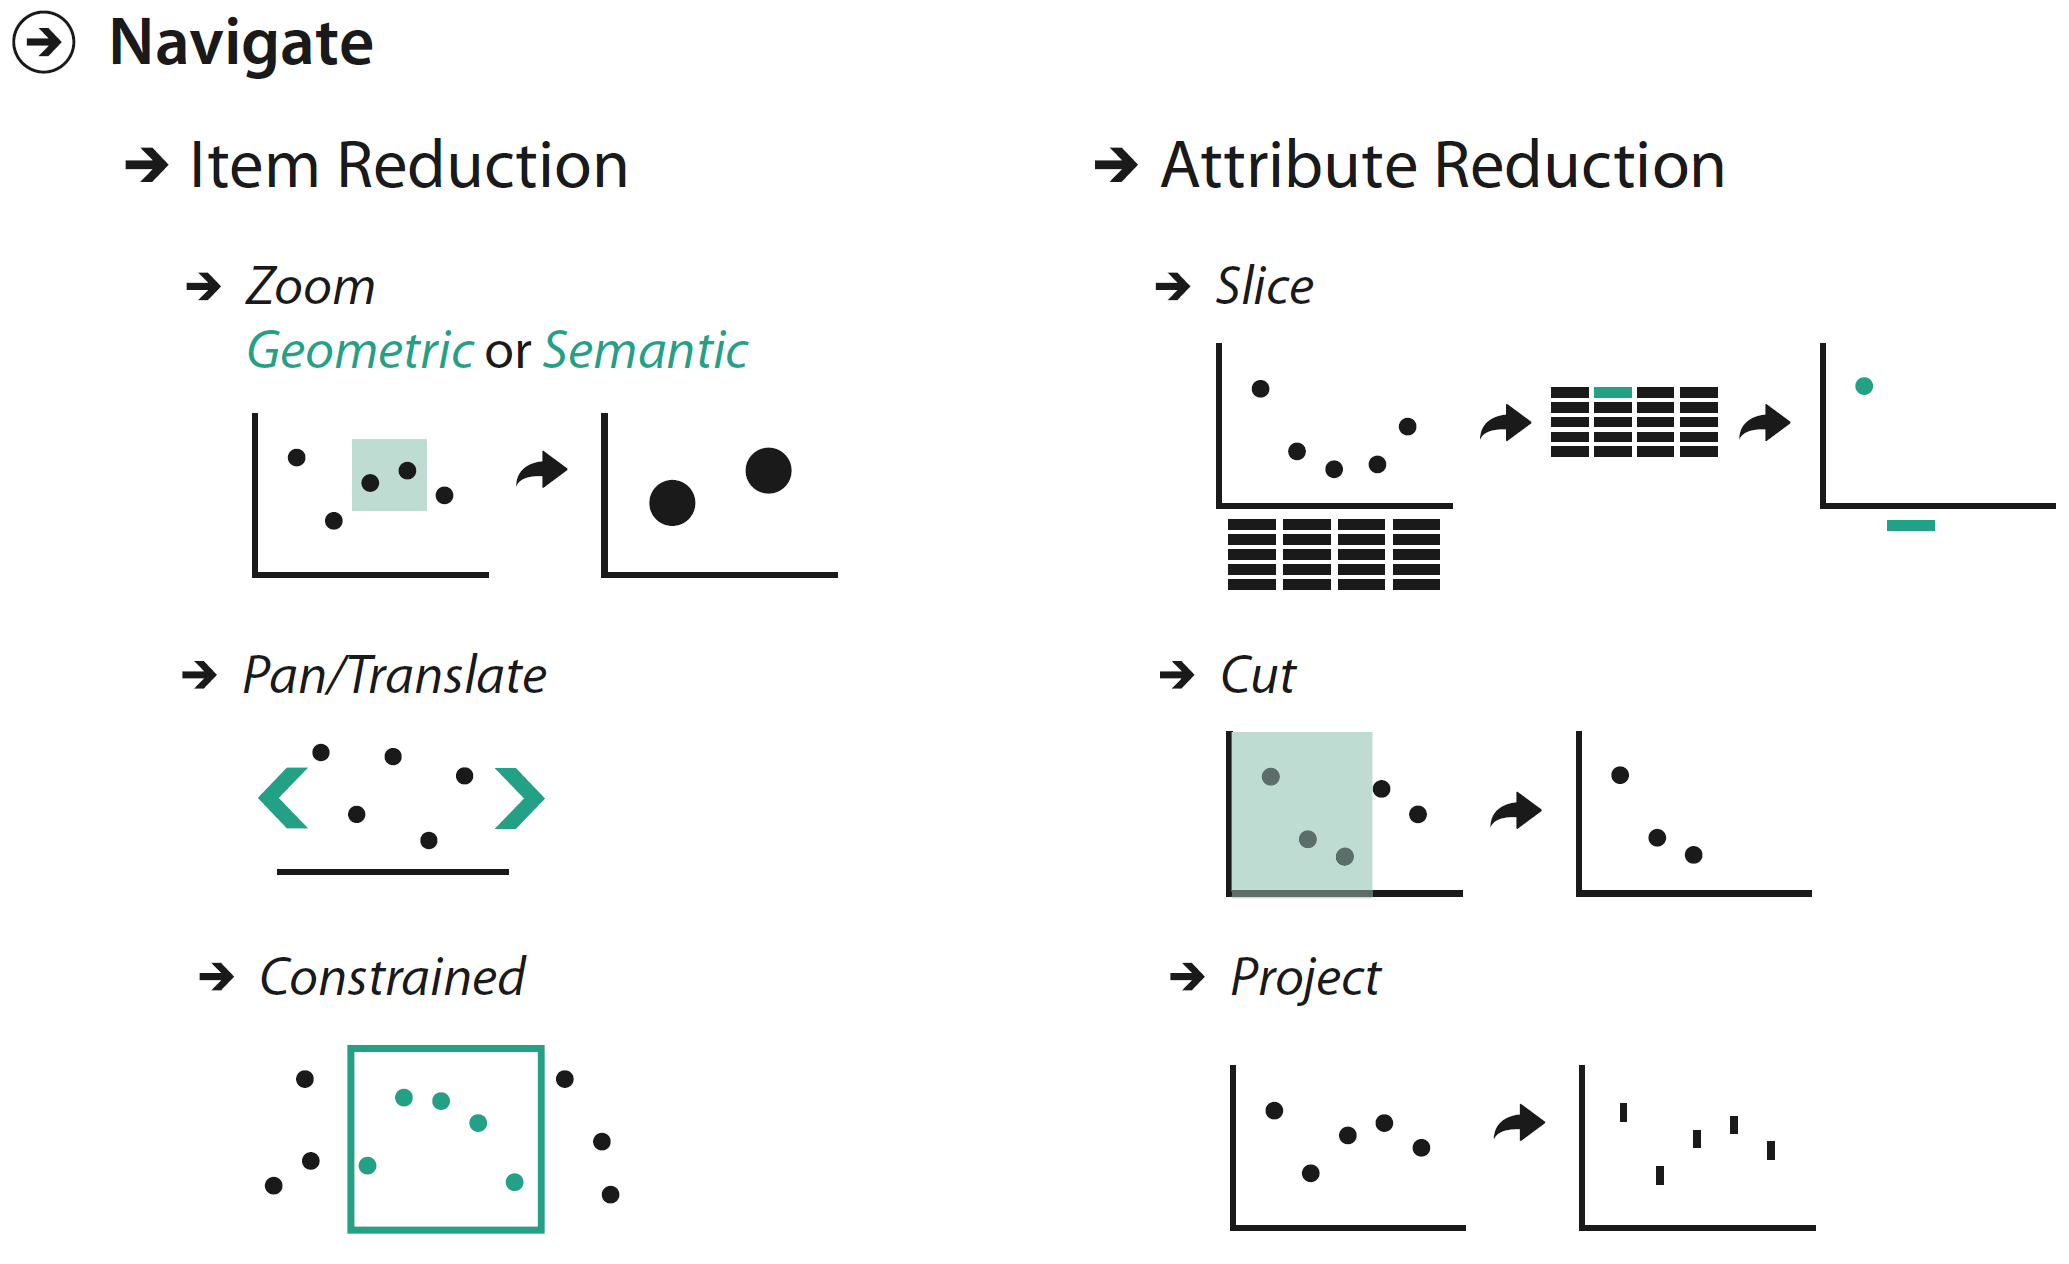 Navigate
Item Reduction
Zoom
Geometric or Semantic
Pan/Translate
Constrained
Attribute Reduction
Slice
Cut
Project